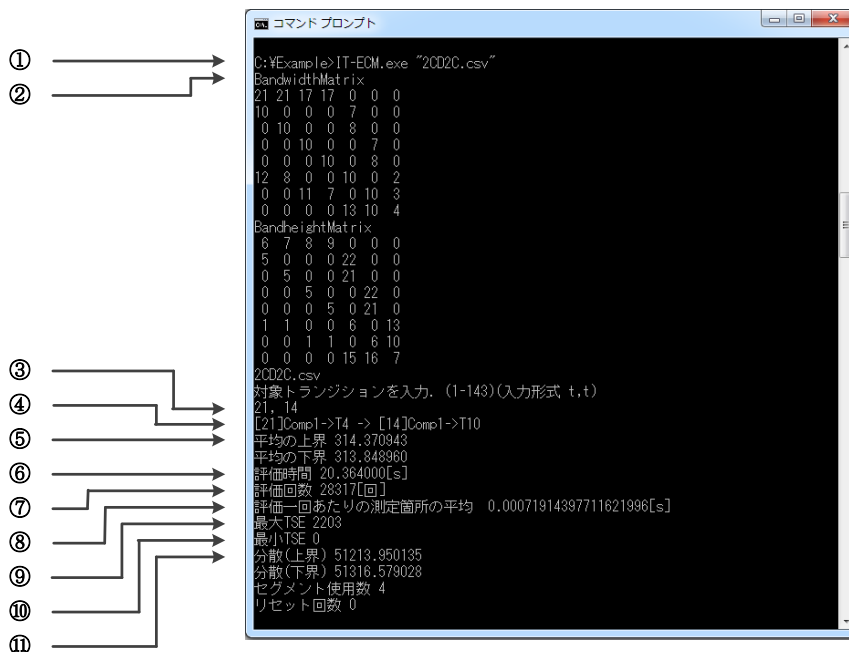 コマンド プロンプト
C:¥Example>IT-ECM.exe "2CD2C.csv"
BandwidthMatrix
21 21 17 17 0 0 0
10 0 0 0 7 0 0
0 10 0 0 8 0 0
0 0 10 0 0 7 0
0 0 0 10 0 8 0
12 8 0 0 10 0 2
0 0 11 7 0 10 3
0 0 0 0 13 10 4
BandheightMatrix
6 7 8 9 0 0 0
5 0 0 0 22 0 0
0 5 0 0 21 0 0
0 0 5 0 0 22 0
0 0 0 5 0 21 0
1 1 0 0 6 0 13
0 0 1 1 0 6 10
0 0 0 0 15 16 7
2CD2C.csv
対象トランジションを入力. (1-143)(入力形式 t,t)
21, 14
[21]Comp1->T4 -> [14]Comp1->T10
平均の上界 314.370943
平均の下界 313.848960
評価時間 20.364000[s]
評価回数 28317[回]
評価一回あたりの測定箇所の平均 0.00071914397711621996[s]
最大TSE 2203
最小TSE 0
分散(上界) 51213.950135
分散(下界) 51316.579028
セグメント使用数 4
リセット回数 0
①
②
③
④
⑤
⑥
⑦
⑧
⑨
⑩
⑪